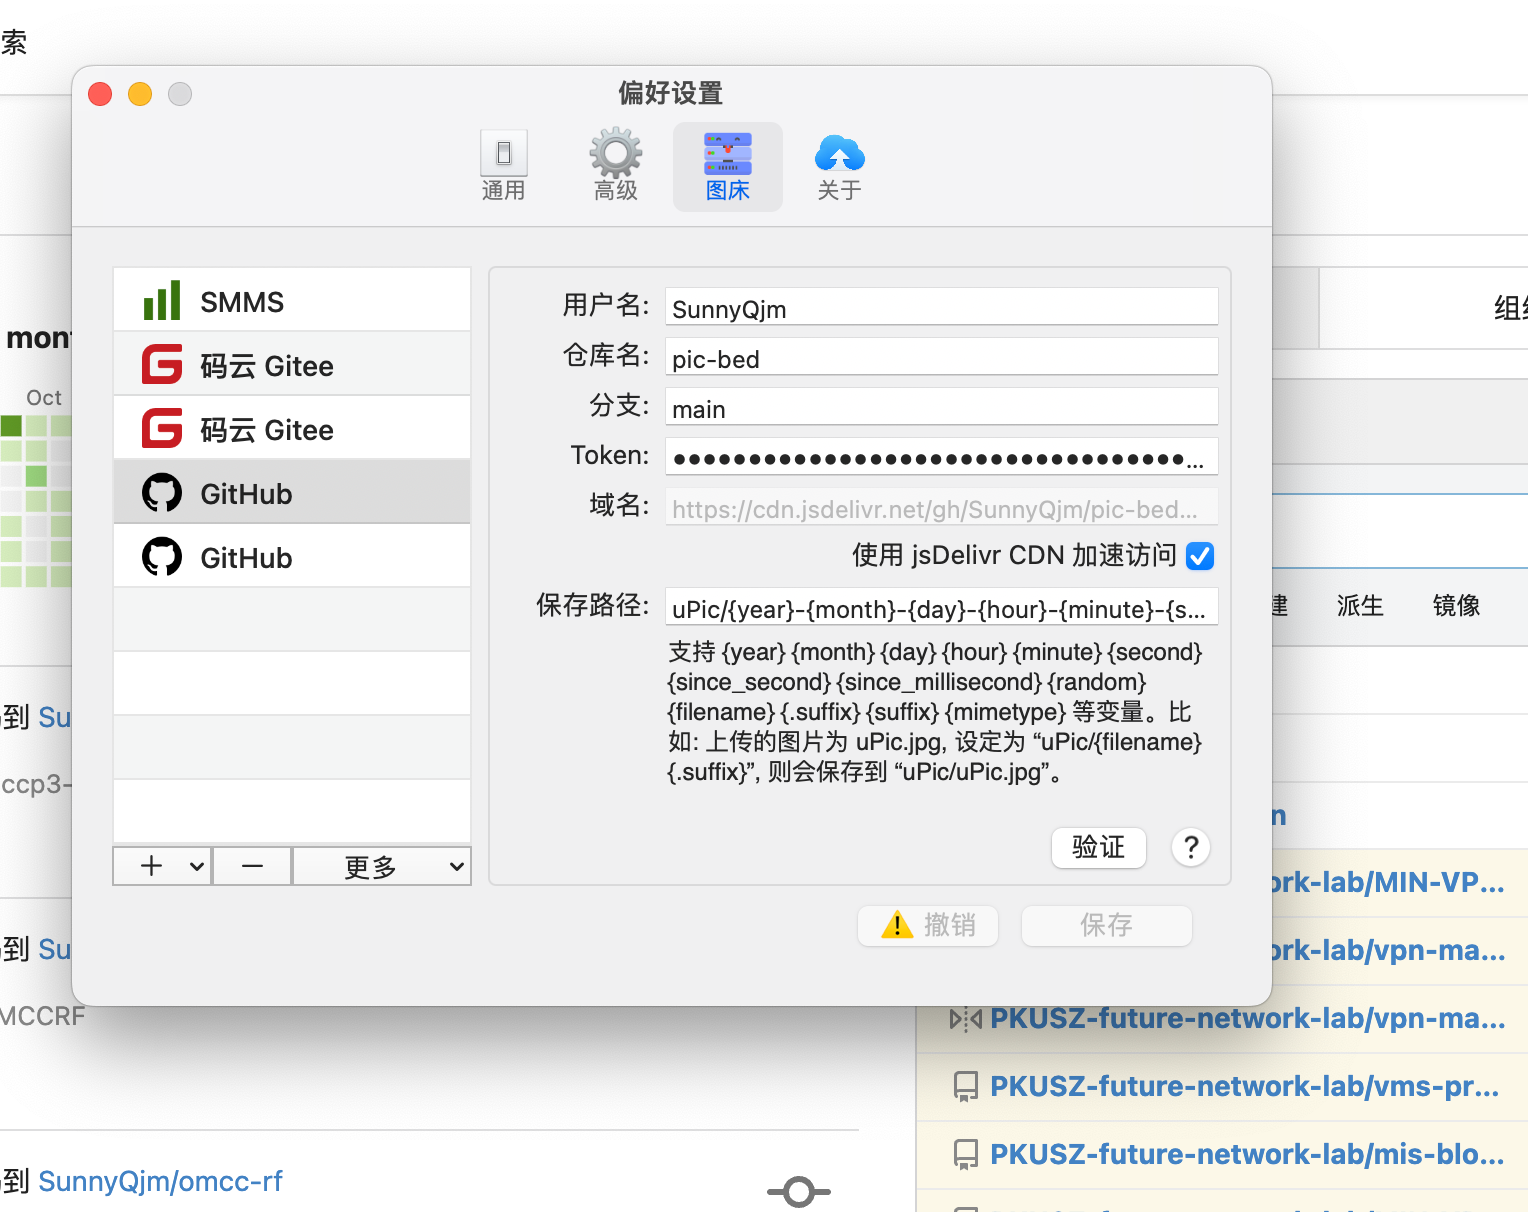 索
偏好设置
通用
高级
图床
关于
SMMS
码云 Gitee
码云 Gitee
GitHub
GitHub
更多
用户名:
SunnyQjm
仓库名:
pic-bed
分支:
main
Token:
●●●●●●●●●●●●●●●●●●●●●●●●●●●●●●●●●●...
域名:
https://cdn.jsdelivr.net/gh/SunnyQjm/pic-bed...
使用 jsDelivr CDN 加速访问
保存路径:
uPic/{year}-{month}-{day}-{hour}-{minute}-{s...
支持 {year} {month} {day} {hour} {minute} {second}
{since_second} {since_millisecond} {random}
{filename} {.suffix} {suffix} {mimetype} 等变量。比
如: 上传的图片为 uPic.jpg, 设定为 “uPic/{filename}
{.suffix}”, 则会保存到 “uPic/uPic.jpg”。
验证
?
撤销
保存
Oct
到 Su
ccp3-
到 Su
MCCRF
到 SunnyQjm/omcc-rf
派生
镜像
n
rk-lab/MIN-VP...
rk-lab/vpn-ma...
PKUSZ-future-network-lab/vpn-ma...
PKUSZ-future-network-lab/vms-pr...
PKUSZ-future-network-lab/mis-blo...